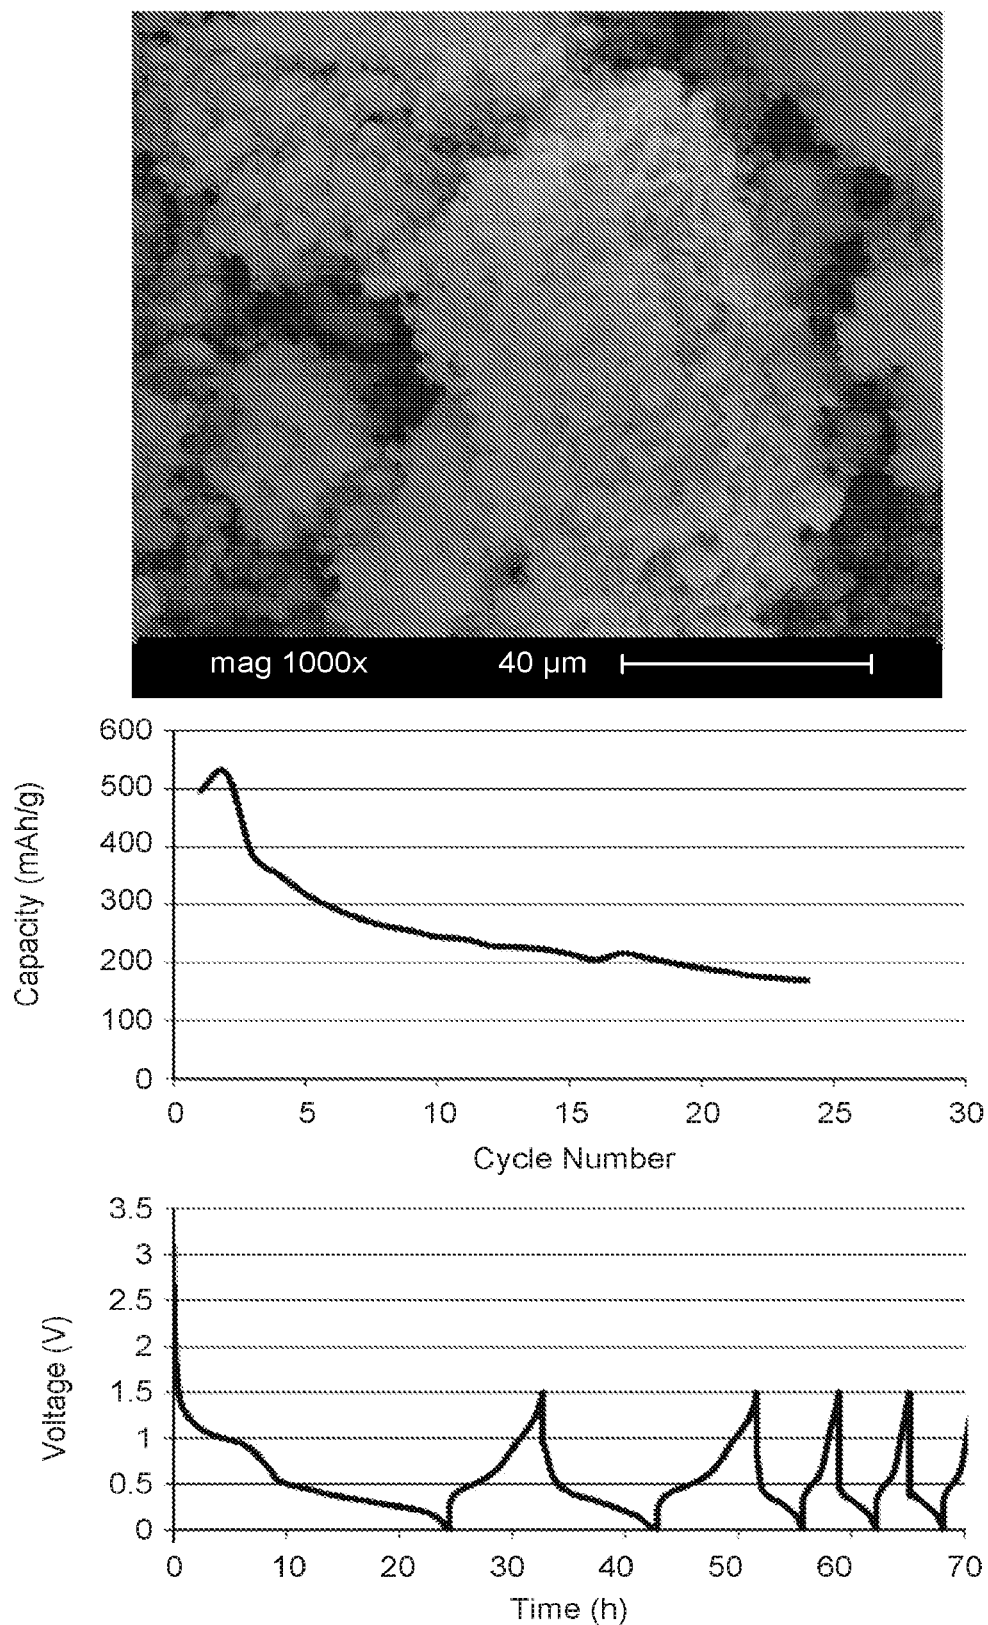 mag 1000x 40 µm
600
500
400
300
200
100
0
Capacity (mAh/g)
0 5 10 15 20 25 30
Cycle Number
3.5
3
2.5
2
1.5
1
0.5
0
Voltage (V)
0 10 20 30 40 50 60 70
Time (h)